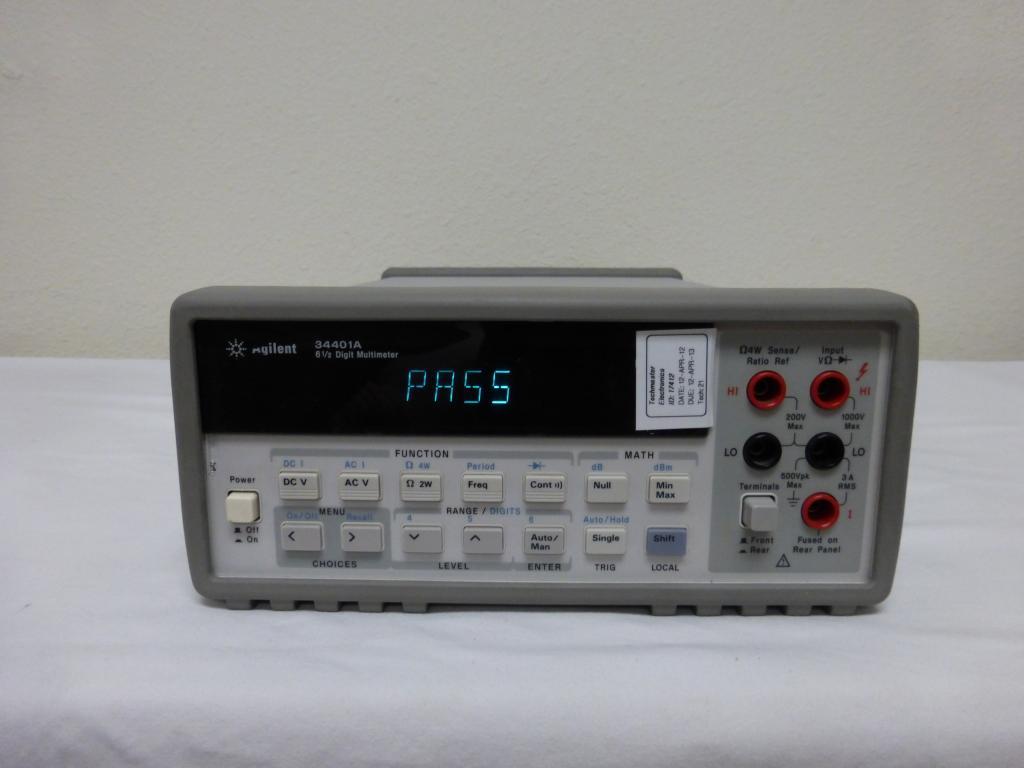 Agilent 34401A
6½ Digit Multimeter
PASS
Techmaster
Electronics
ID: 17412
DATE: 12-APR-12
DUE: 12-APR-13
Tech: 21
Ω4W Sense/
Ratio Ref
Input
VΩ
HI
HI
200V
Max
1000V
Max
LO
LO
500Vpk
Max
3A
RMS
Terminals
I
Front
Rear
Fused on
Rear Panel
Power
Off
On
FUNCTION
MATH
DC I
AC I
Ω 4W
Period
dB
dBm
DC V
AC V
Ω 2W
Freq
Cont
Null
Min
Max
MENU
RANGE / DIGITS
On/Off
Recall
4
5
6
Auto/Hold
<
>
Auto/
Man
Single
Shift
CHOICES
LEVEL
ENTER
TRIG
LOCAL